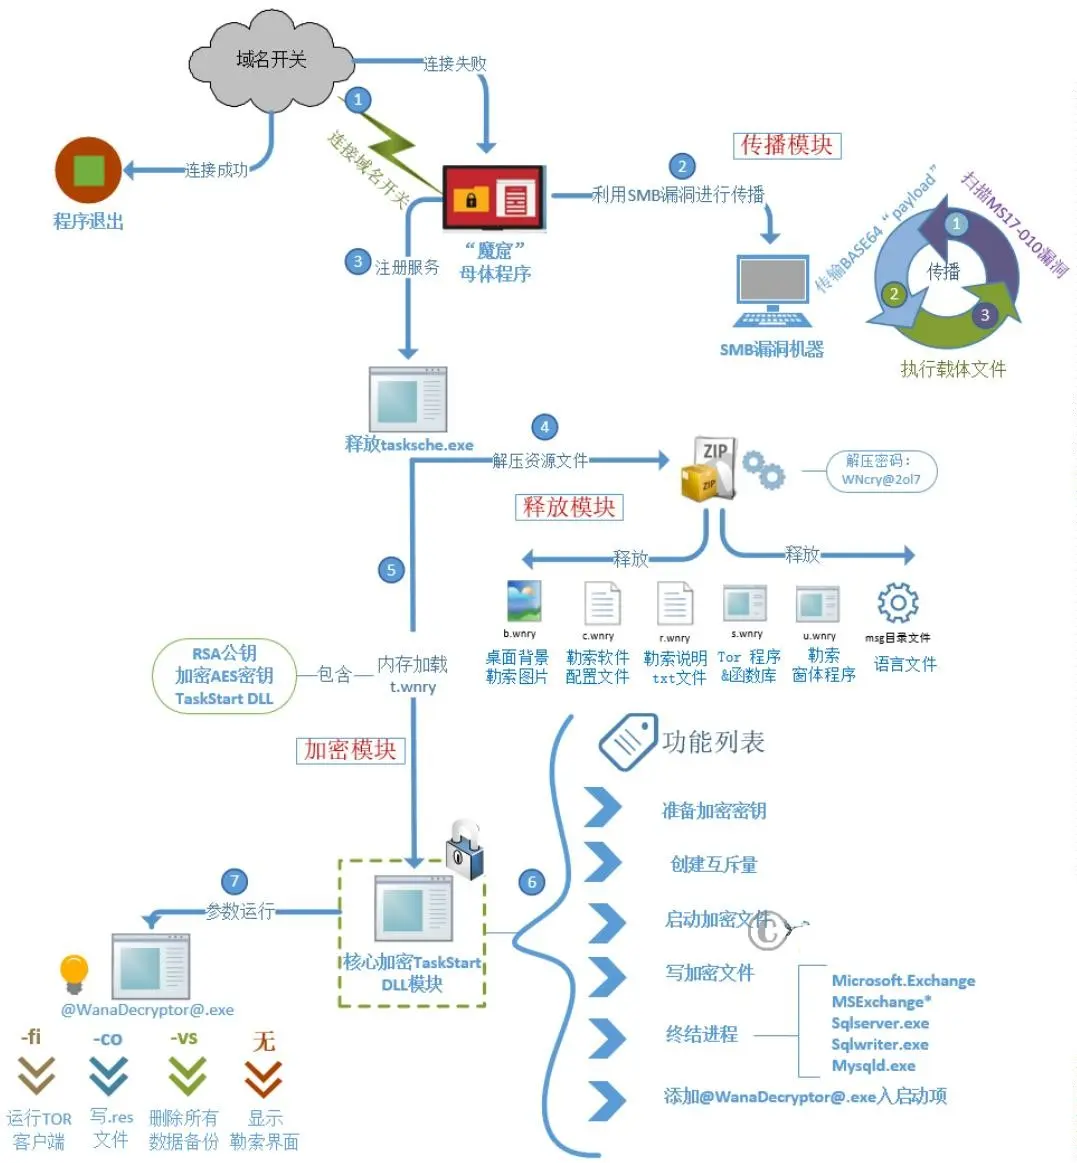 域名开关
连接失败
1
连接域名开关
连接成功
程序退出
“魔窟”
母体程序
传播模块
2
利用SMB漏洞进行传播
SMB漏洞机器
传输BASE64“payload”
扫描MS17-010漏洞
1
传播
2
3
执行载体文件
3
注册服务
释放tasksche.exe
4
解压资源文件
ZIP
ZIP
解压密码：
WNcry@2ol7
释放模块
释放
释放
b.wnry
桌面背景
勒索图片
c.wnry
勒索软件
配置文件
r.wnry
勒索说明
txt文件
s.wnry
Tor 程序
&函数库
u.wnry
勒索
窗体程序
msg目录文件
语言文件
5
RSA公钥
加密AES密钥
TaskStart DLL
包含
内存加载
t.wnry
加密模块
核心加密TaskStart
DLL模块
6
功能列表
准备加密密钥
创建互斥量
启动加密文件
写加密文件
终结进程
Microsoft.Exchange
MSExchange*
Sqlserver.exe
Sqlwriter.exe
Mysqld.exe
添加@WanaDecryptor@.exe入启动项
©
7
参数运行
@WanaDecryptor@.exe
-fi
运行TOR
客户端
-co
写.res
文件
-vs
删除所有
数据备份
无
显示
勒索界面